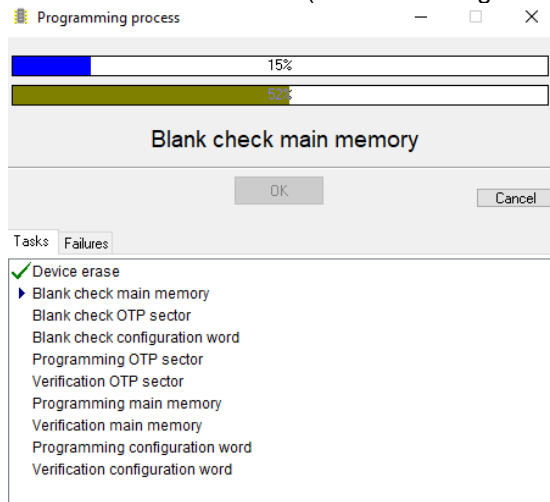 Programming process
15%
52%
Blank check main memory
OK
Cancel
Tasks Failures
Device erase
Blank check main memory
Blank check OTP sector
Blank check configuration word
Programming OTP sector
Verification OTP sector
Programming main memory
Verification main memory
Programming configuration word
Verification configuration word